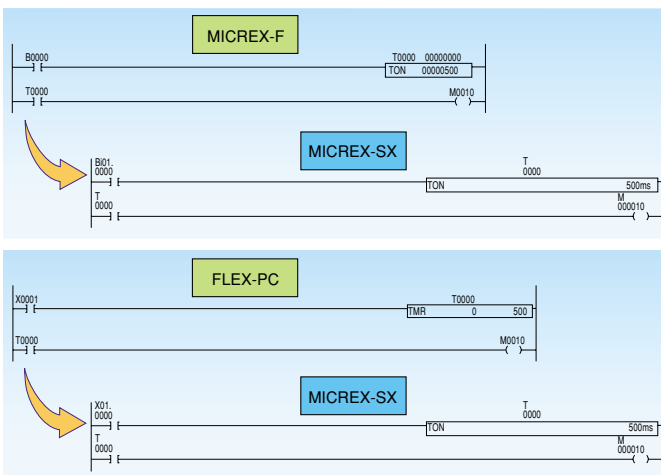 MICREX-F
B0000
T0000 00000000
TON 00000500
T0000 M0010
MICREX-SX
Bi01.
0000
T
0000
TON 500ms
T
0000
M
000010
FLEX-PC
X0001
T0000
TMR 0 500
T0000 M0010
MICREX-SX
X01.
0000
T
0000
TON 500ms
T
0000
M
000010